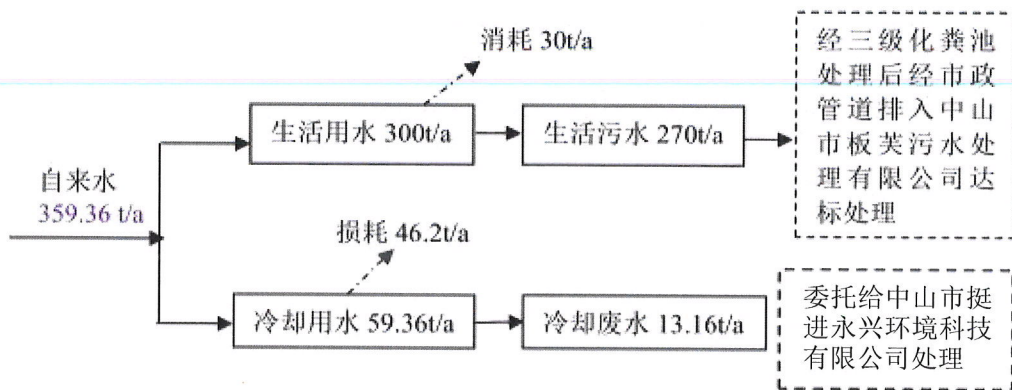 消耗 30t/a
经三级化粪池
处理后经市政
管道排入中山
市板芙污水处
理有限公司达
标处理
生活用水 300t/a
生活污水 270t/a
自来水
359.36 t/a
损耗 46.2t/a
冷却用水 59.36t/a
冷却废水 13.16t/a
委托给中山市挺
进永兴环境科技
有限公司处理